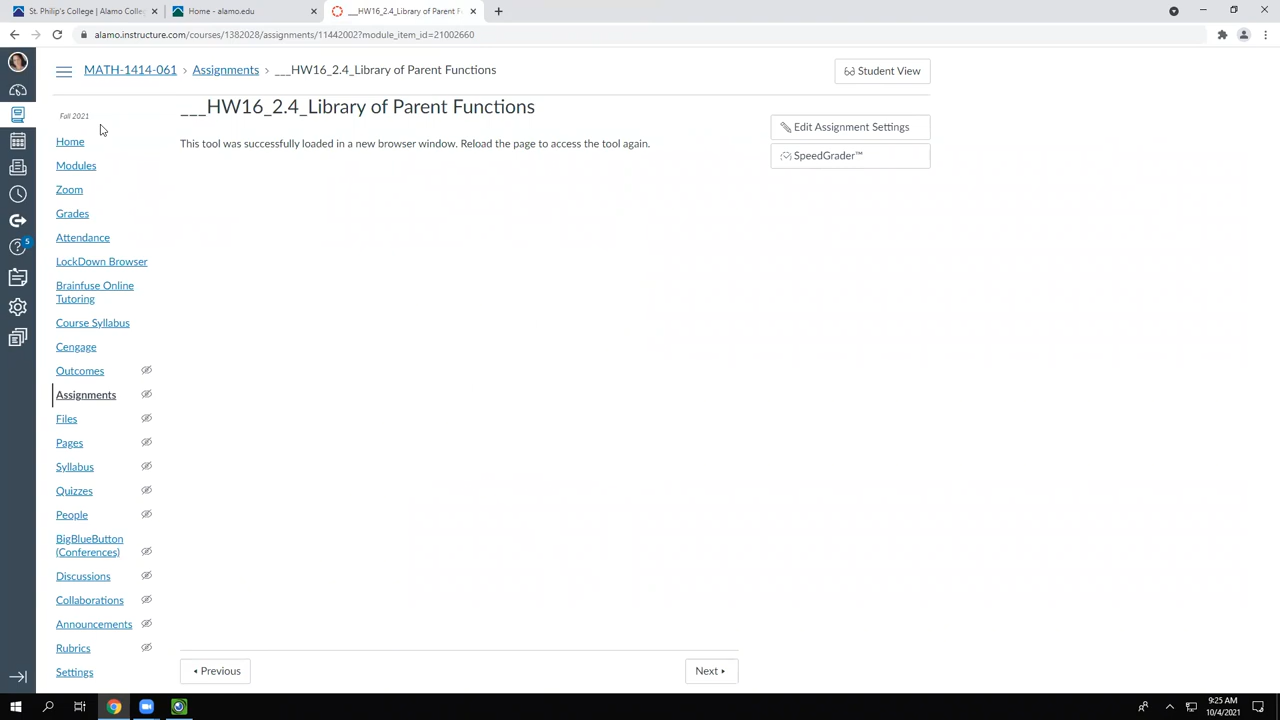 St. Philip's College / Alamo Colle
Home - alamo.edu
___HW16_2.4_Library of Parent F
alamo.instructure.com/courses/1382028/assignments/11442002?module_item_id=21002660
MATH-1414-061 › Assignments › ___HW16_2.4_Library of Parent Functions
Student View
Fall 2021
___HW16_2.4_Library of Parent Functions
Edit Assignment Settings
This tool was successfully loaded in a new browser window. Reload the page to access the tool again.
SpeedGrader™
Home
Modules
Zoom
Grades
Attendance
5
LockDown Browser
Brainfuse Online
Tutoring
Course Syllabus
Cengage
Outcomes
Assignments
Files
Pages
Syllabus
Quizzes
People
BigBlueButton
(Conferences)
Discussions
Collaborations
Announcements
Rubrics
Settings
Previous
Next
9:25 AM
10/4/2021